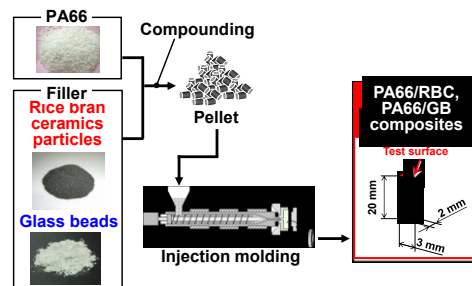 PA66
Compounding
Filler
Rice bran
ceramics
particles
Glass beads
Pellet
Injection molding
PA66/RBC,
PA66/GB
composites
Test surface
20 mm
2 mm
3 mm